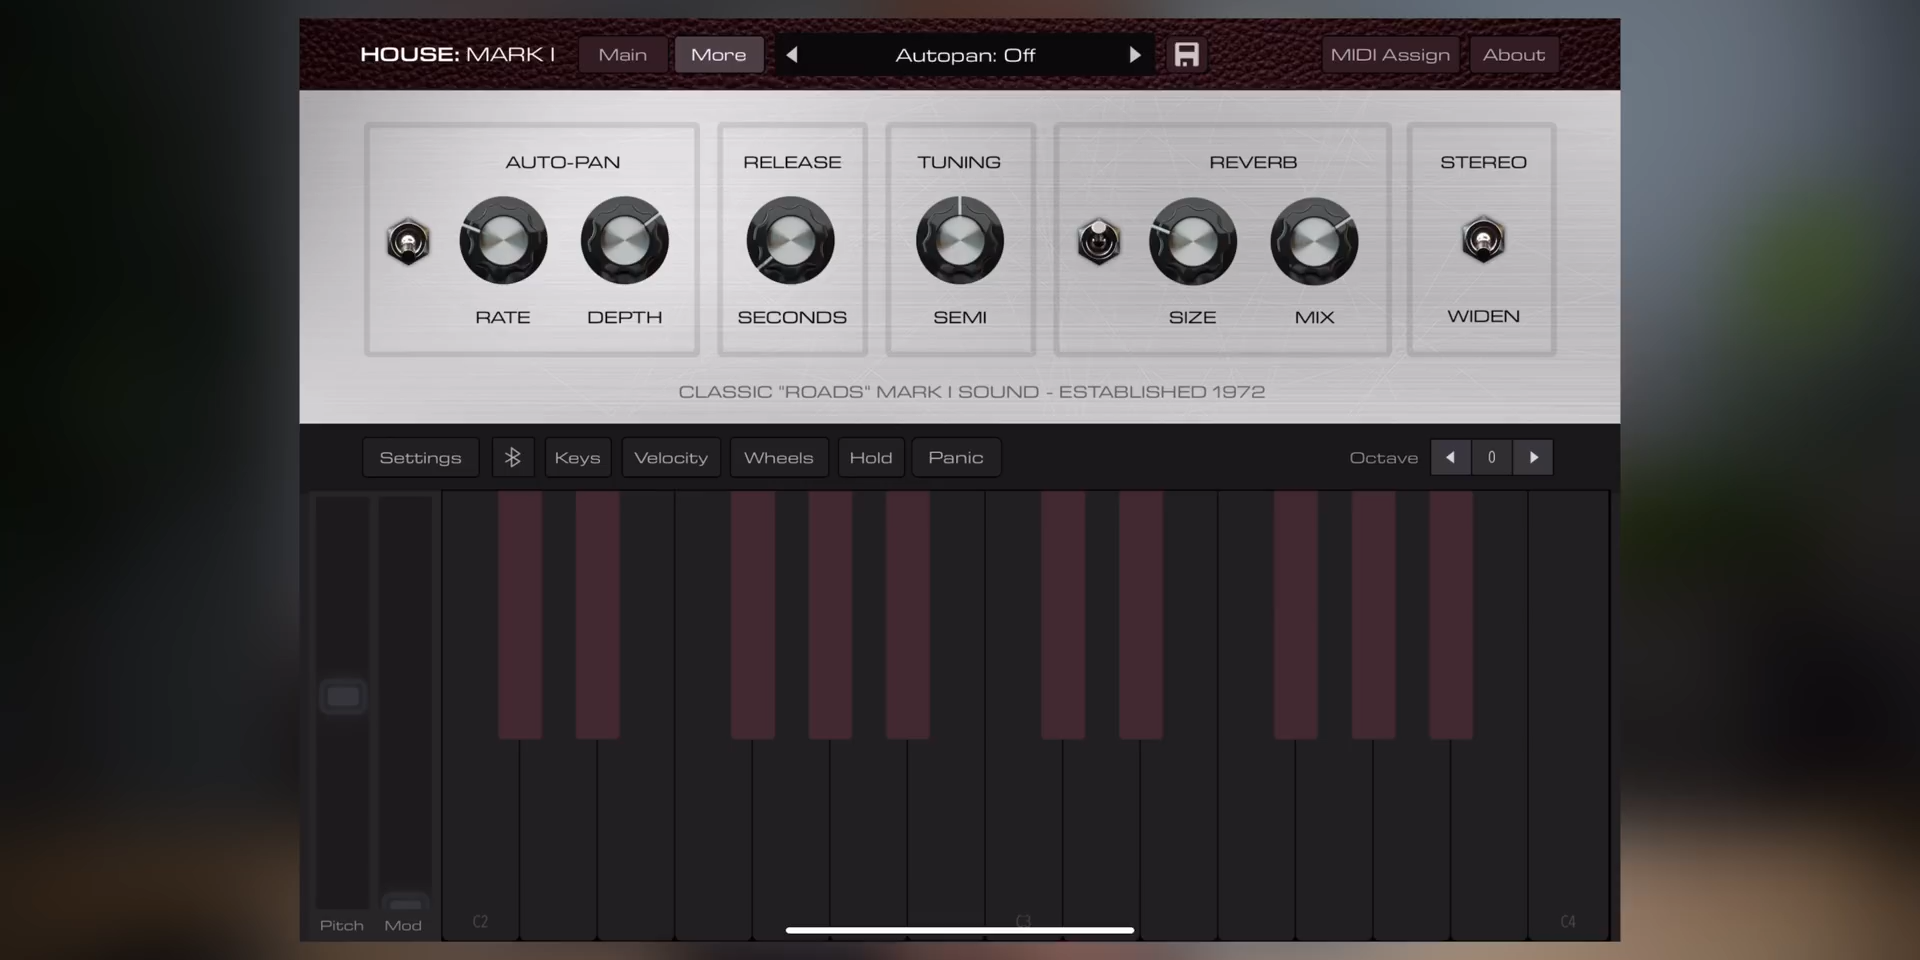 HOUSE: MARK I Main More Autopan: Off MIDI Assign About
AUTO-PAN RELEASE TUNING REVERB STEREO
RATE DEPTH SECONDS SEMI SIZE MIX WIDEN
CLASSIC "ROADS" MARK I SOUND - ESTABLISHED 1972
Settings Keys Velocity Wheels Hold Panic Octave 0
Pitch Mod C2 C3 C4